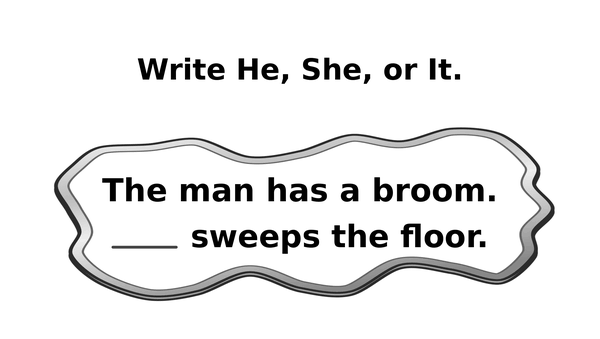 Write He, She, or It.
The man has a broom.
____ sweeps the floor.